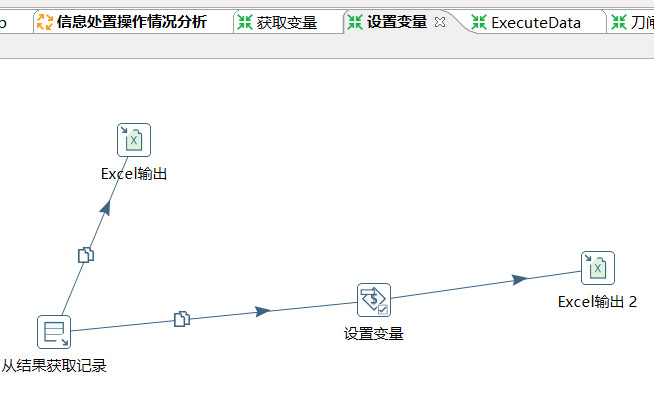 p
信息处置操作情况分析
获取变量
设置变量
ExecuteData
刀闸
Excel输出
Excel输出 2
设置变量
从结果获取记录